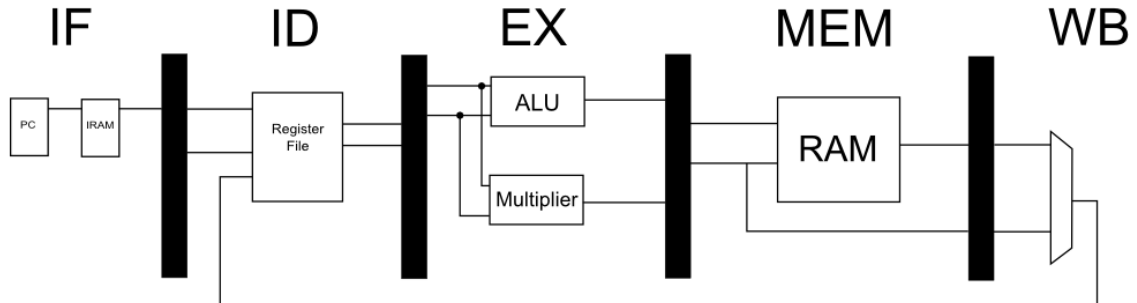 IF
ID
EX
MEM
WB
PC
IRAM
Register
File
ALU
Multiplier
RAM